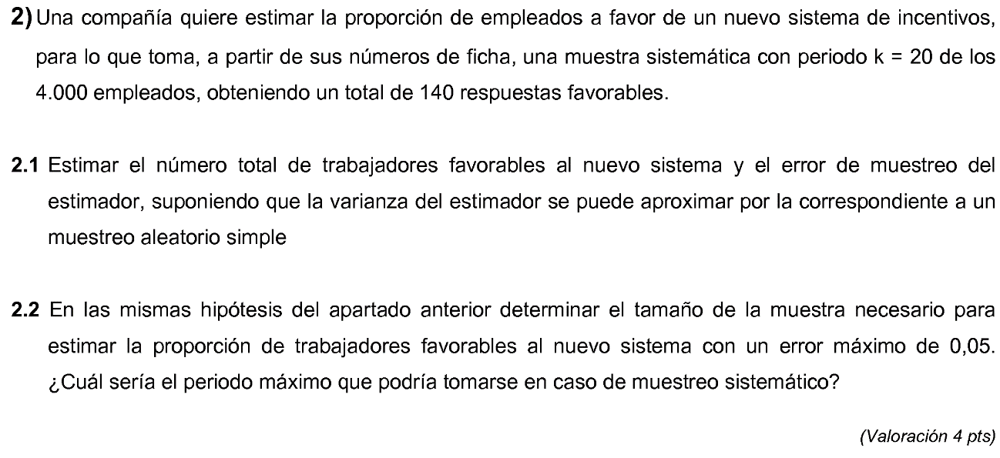 2) Una compañía quiere estimar la proporción de empleados a favor de un nuevo sistema de incentivos,
para lo que toma, a partir de sus números de ficha, una muestra sistemática con periodo k = 20 de los
4.000 empleados, obteniendo un total de 140 respuestas favorables.
2.1 Estimar el número total de trabajadores favorables al nuevo sistema y el error de muestreo del
estimador, suponiendo que la varianza del estimador se puede aproximar por la correspondiente a un
muestreo aleatorio simple
2.2 En las mismas hipótesis del apartado anterior determinar el tamaño de la muestra necesario para
estimar la proporción de trabajadores favorables al nuevo sistema con un error máximo de 0,05.
¿Cuál sería el periodo máximo que podría tomarse en caso de muestreo sistemático?
(Valoración 4 pts)